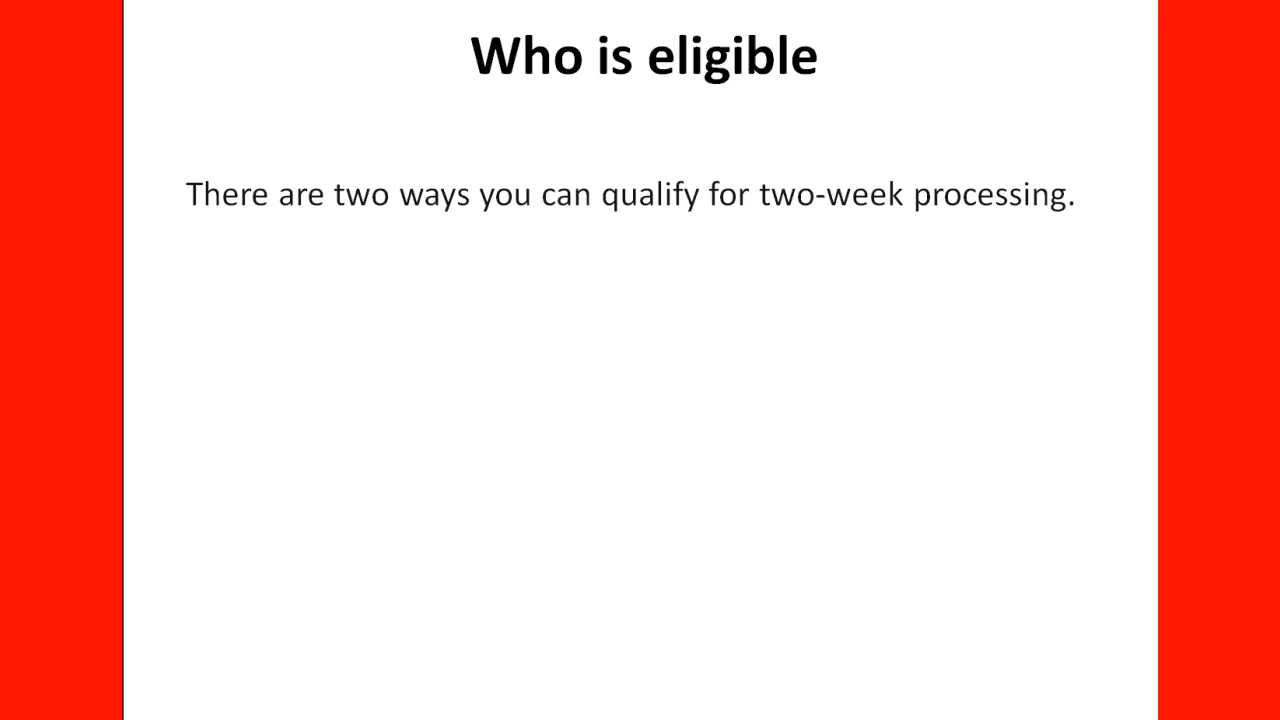 Who is eligible
There are two ways you can qualify for two-week processing.